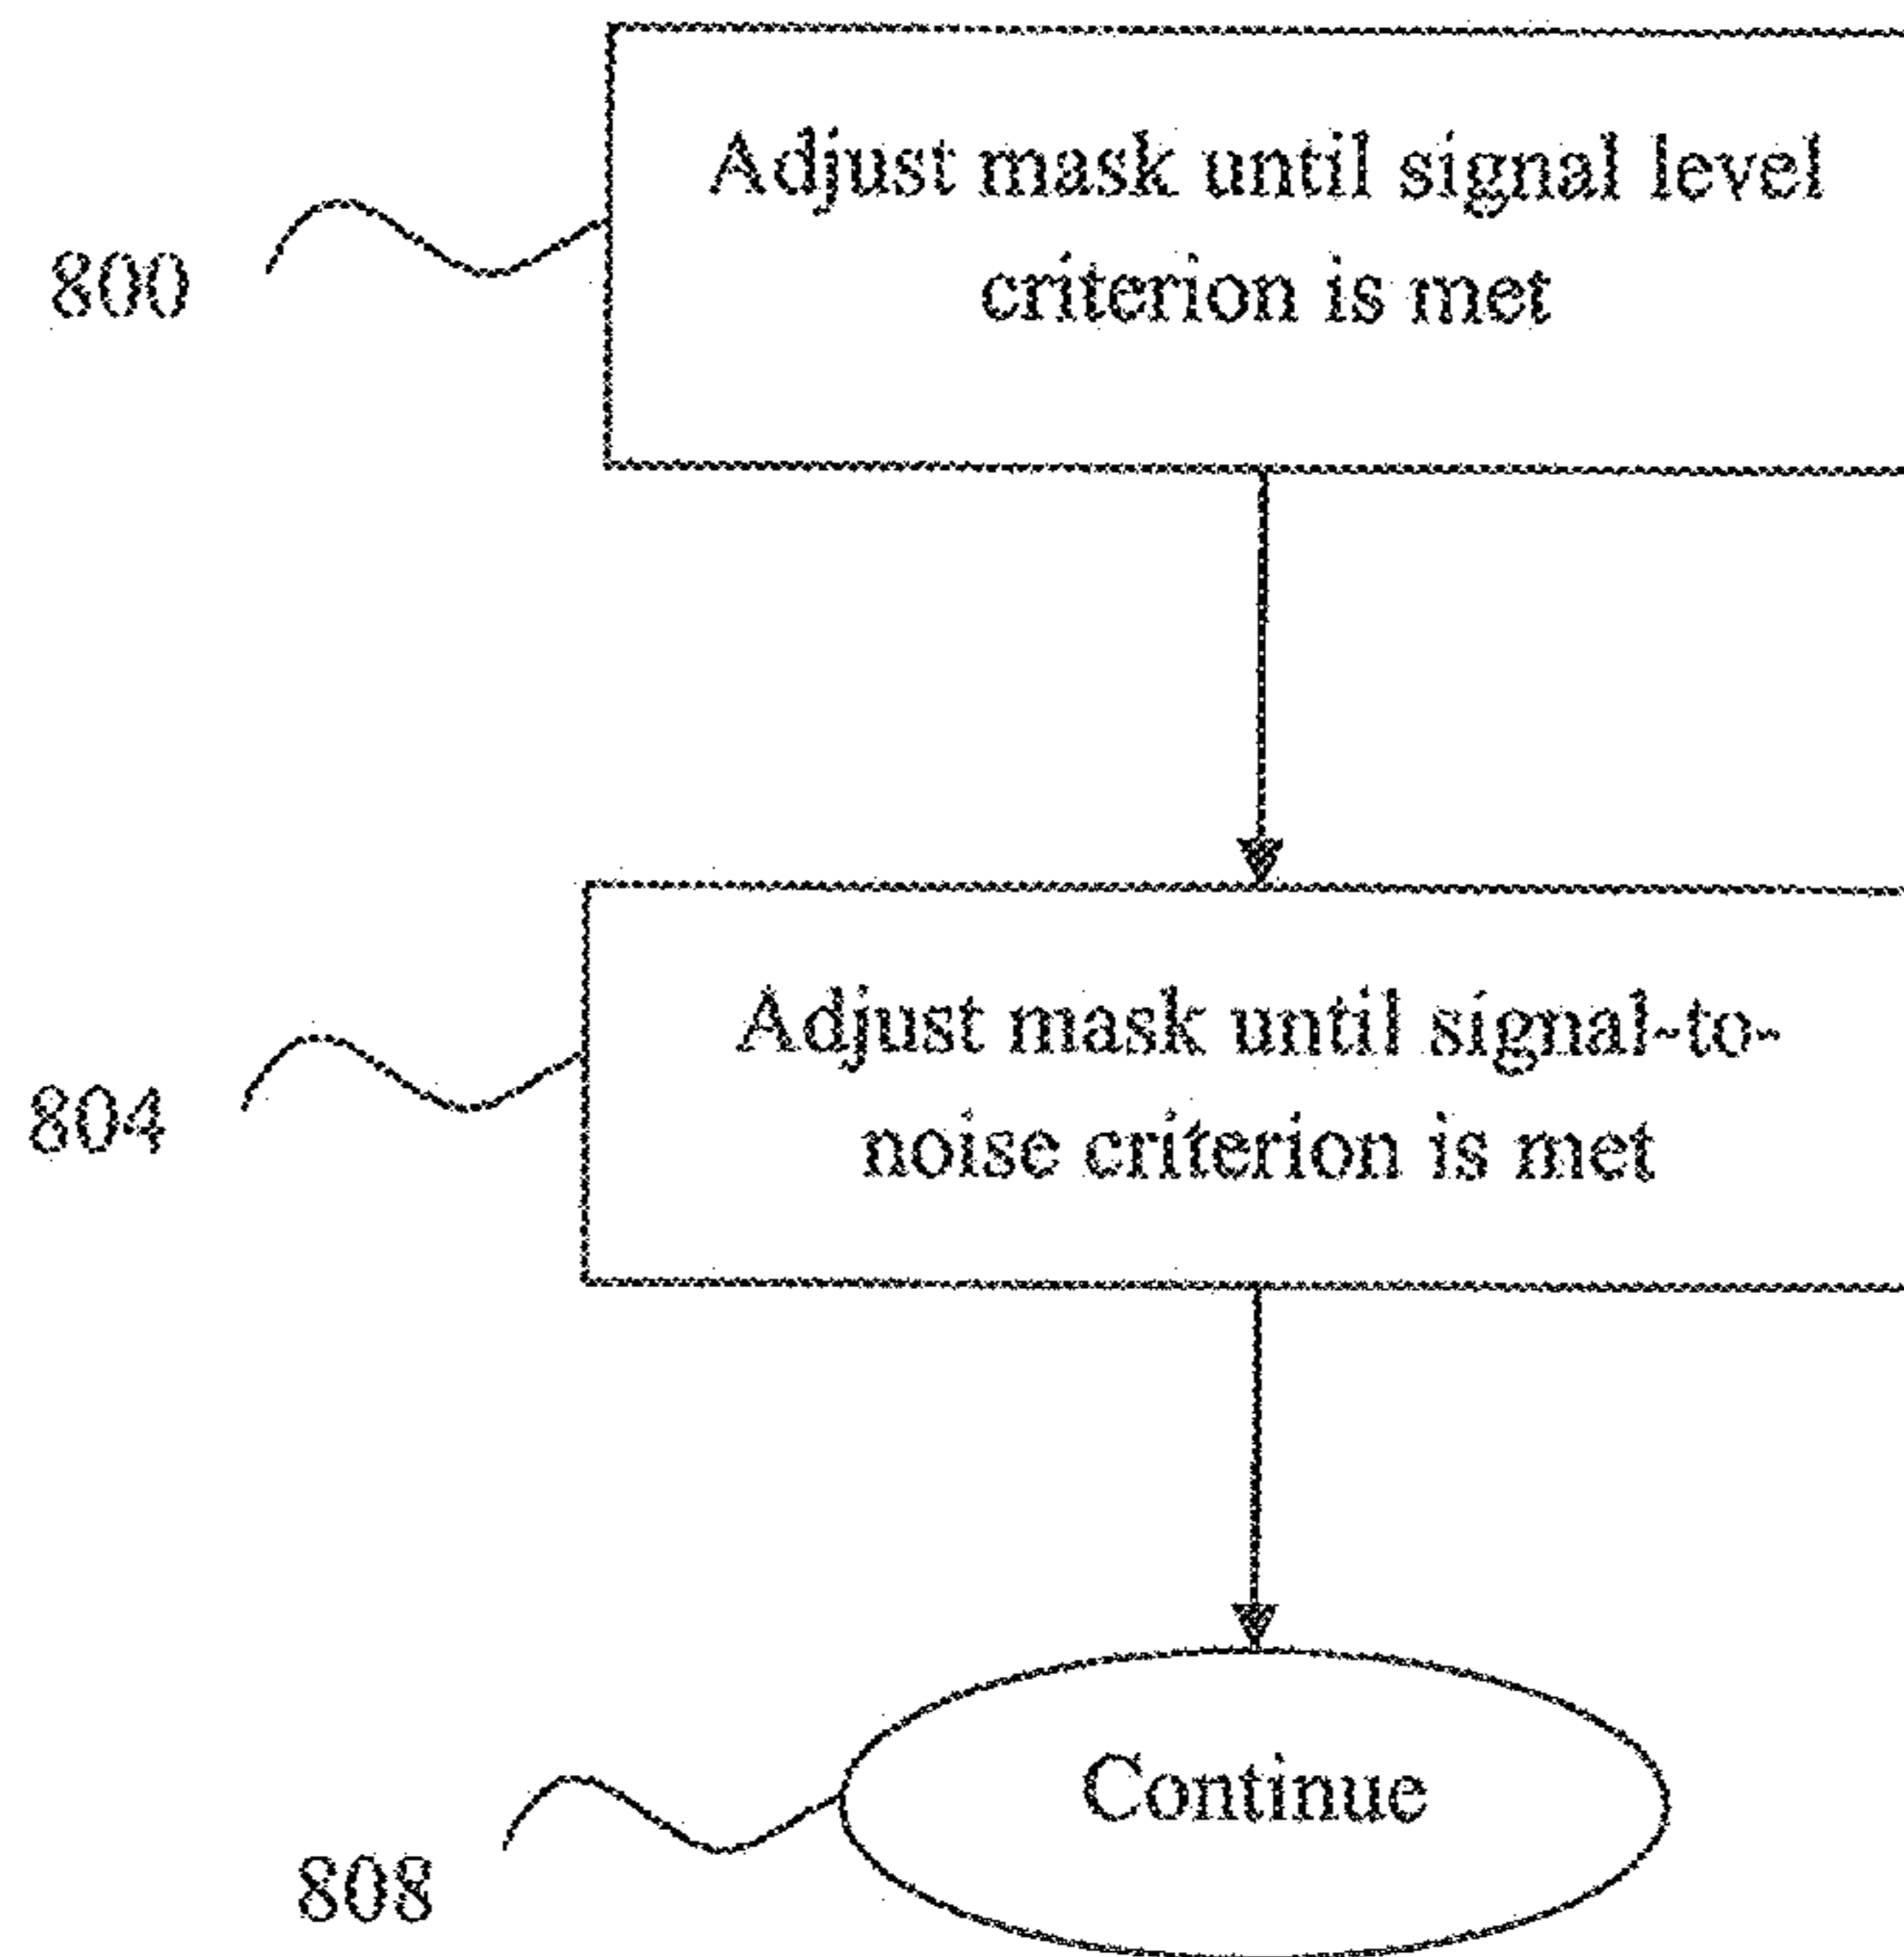 Adjust mask until signal level
criterion is met
800
Adjust mask until signal-to-
noise criterion is met
804
Continue
808